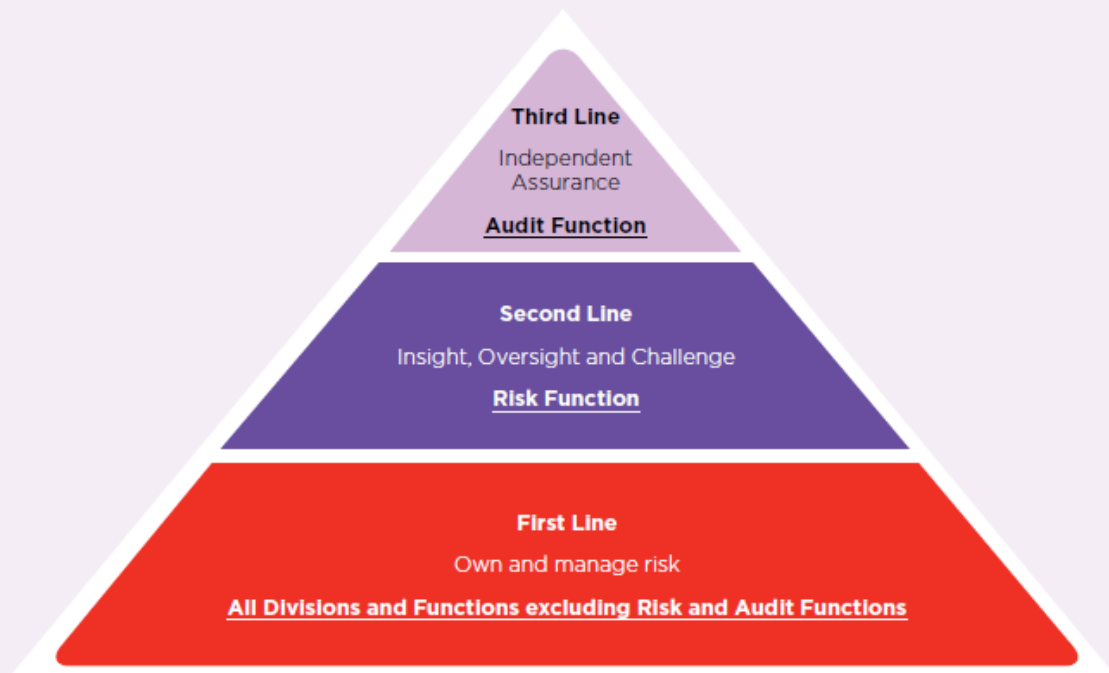 Third Line
Independent
Assurance
Audit Function
Second Line
Insight, Oversight and Challenge
Risk Function
First Line
Own and manage risk
All Divisions and Functions excluding Risk and Audit Functions